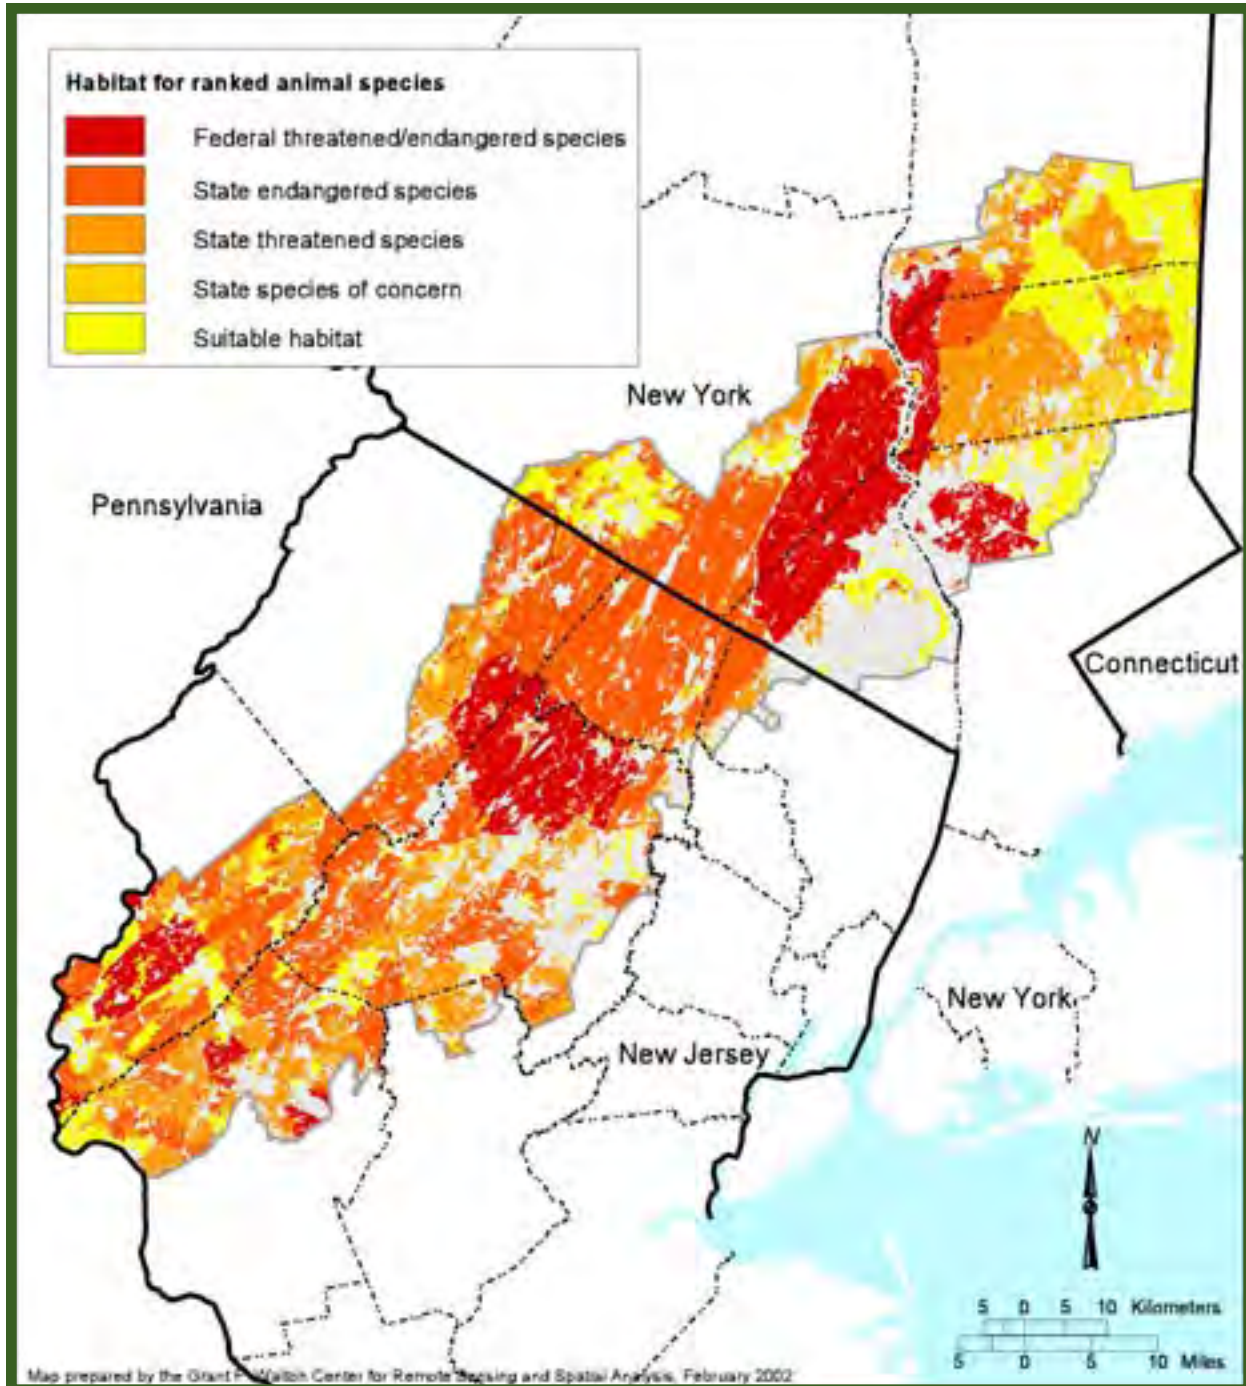 Habitat for ranked animal species
Federal threatened/endangered species
State endangered species
State threatened species
State species of concern
Suitable habitat
New York
Pennsylvania
Connecticut
New York
New Jersey
N
5 0 5 10 Kilometers
5 0 5 10 Miles
Map prepared by the Grant F. Walton Center for Remote Sensing and Spatial Analysis, February 2002